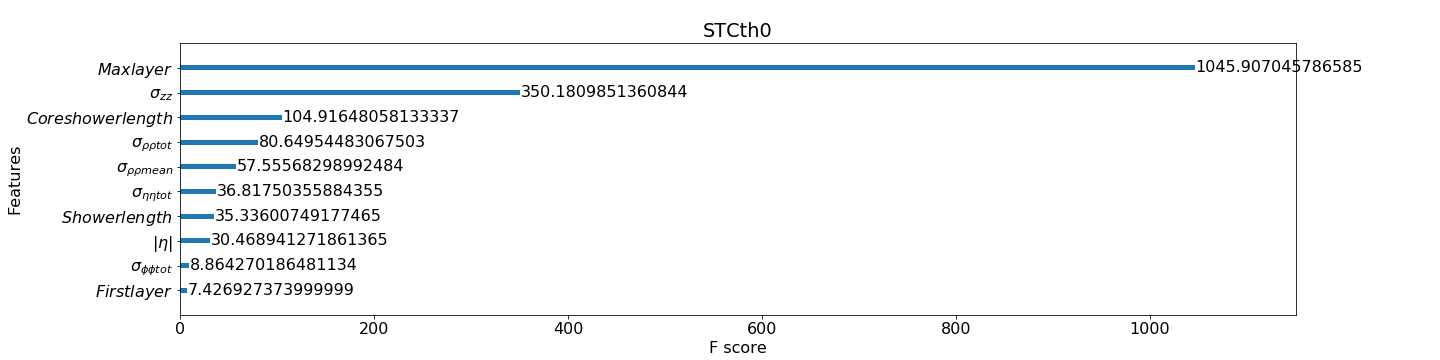 STCth0
Maxlayer 1045.907045786585
σzz 350.1809851360844
Coreshowerlength 104.91648058133337
σρρtot 80.64954483067503
σρρmean 57.55568298992484
σηηtot 36.81750355884355
Showerlength 35.33600749177465
|η| 30.468941271861365
σϕϕtot 8.864270186481134
Firstlayer 7.426927373999999
Features
0 200 400 600 800 1000
F score